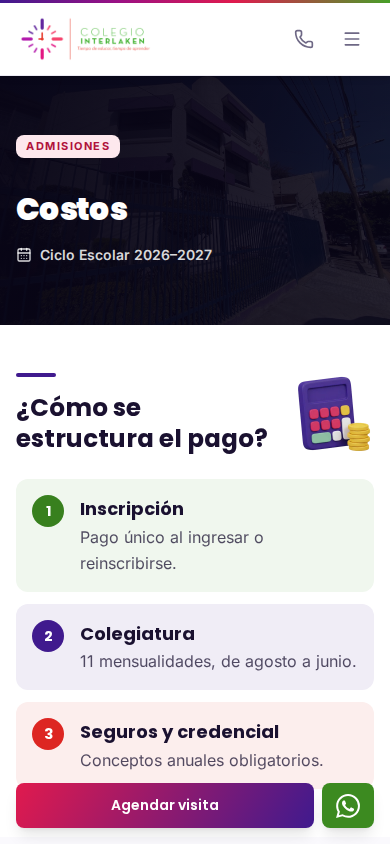 COLEGIO
INTERLAKEN
ADMISIONES
Costos
Ciclo Escolar 2026–2027
¿Cómo se
estructura el pago?
1
Inscripción
Pago único al ingresar o
reinscribirse.
2
Colegiatura
11 mensualidades, de agosto a junio.
3
Seguros y credencial
Conceptos anuales obligatorios.
Agendar visita